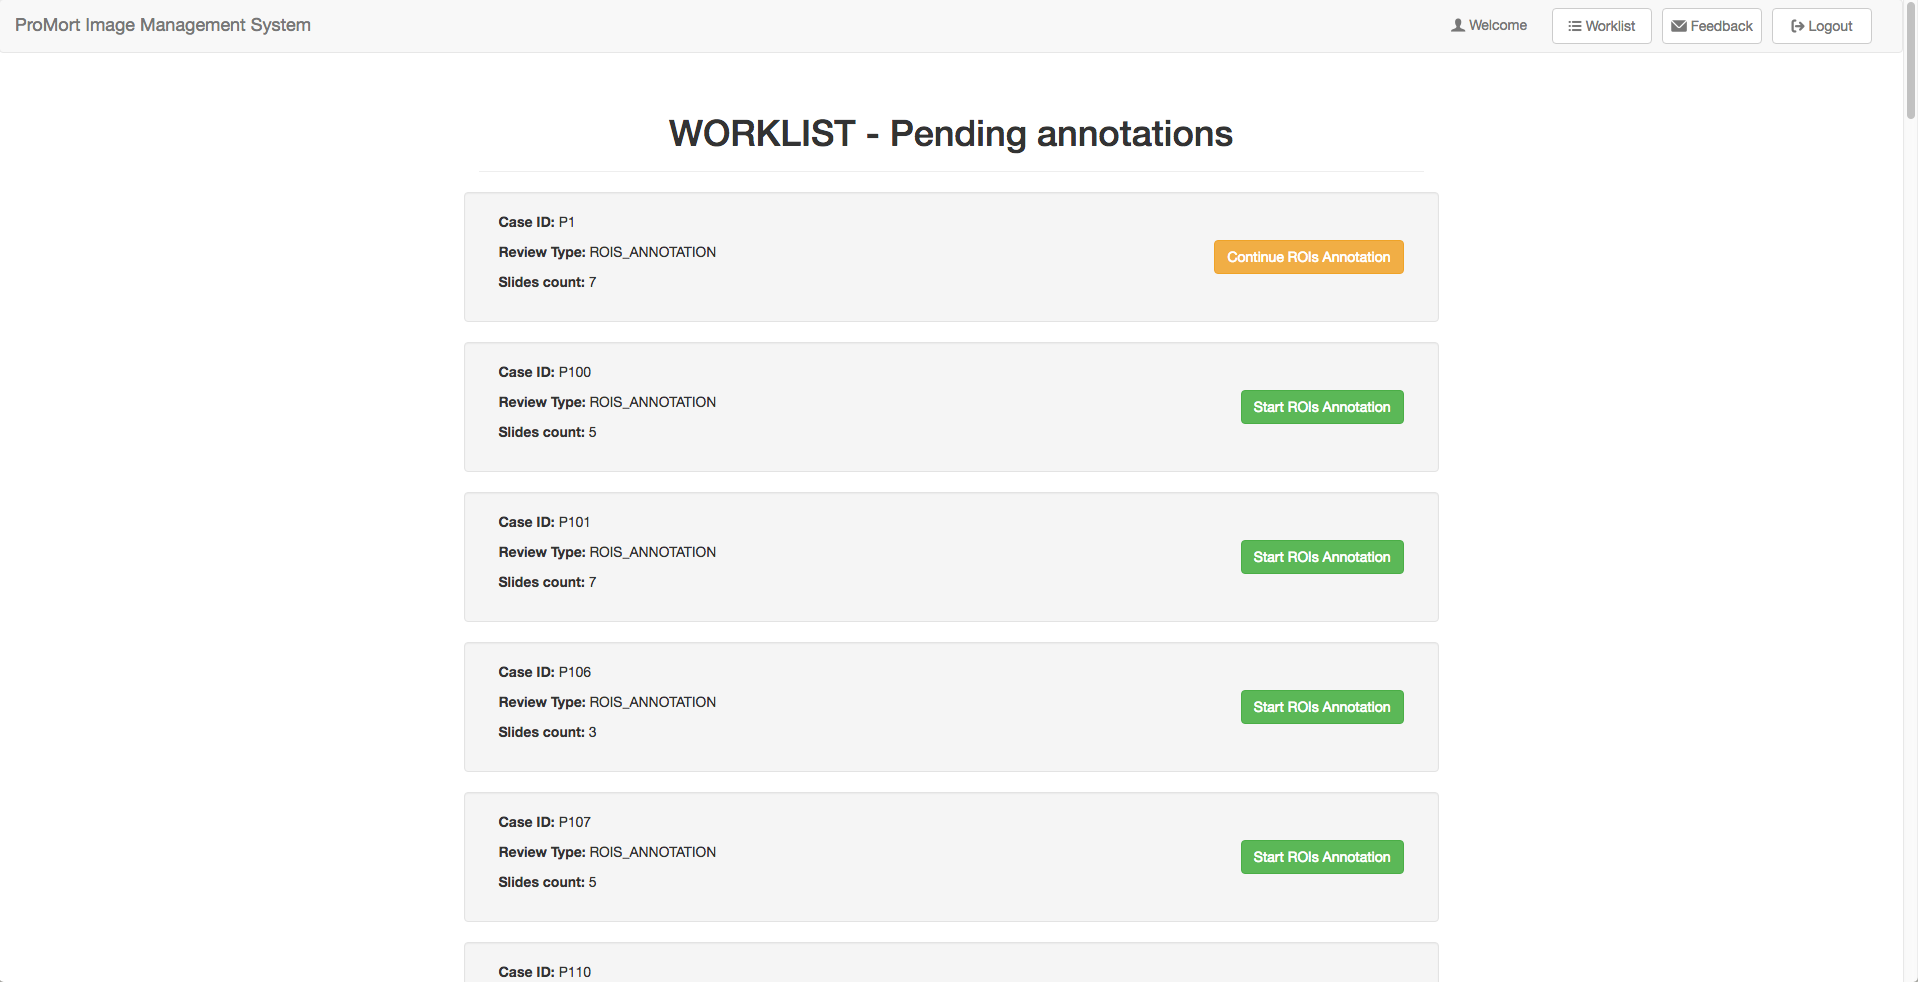 ProMort Image Management System
Welcome
Worklist
Feedback
Logout
WORKLIST - Pending annotations
Case ID: P1
Review Type: ROIS_ANNOTATION
Slides count: 7
Continue ROIs Annotation
Case ID: P100
Review Type: ROIS_ANNOTATION
Slides count: 5
Start ROIs Annotation
Case ID: P101
Review Type: ROIS_ANNOTATION
Slides count: 7
Start ROIs Annotation
Case ID: P106
Review Type: ROIS_ANNOTATION
Slides count: 3
Start ROIs Annotation
Case ID: P107
Review Type: ROIS_ANNOTATION
Slides count: 5
Start ROIs Annotation
Case ID: P110